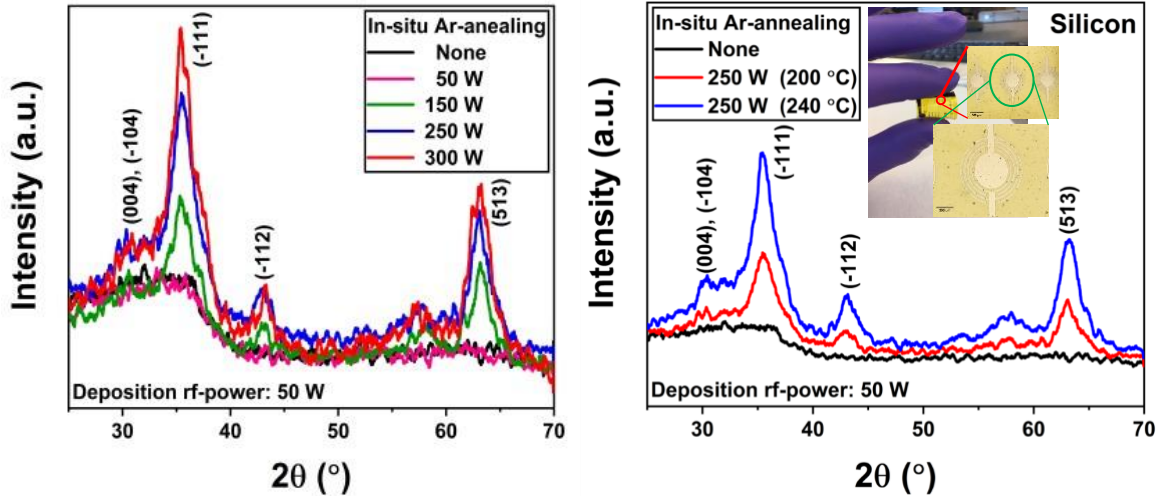 In-situ Ar-anealing
None
50 W
150 W
250 W
300 W
(004), (-104)
(-111)
(-112)
(513)
Intensity (a.u.)
Deposition rf-power: 50 W
30 40 50 60 70
2θ (°)
In-situ Ar-annealing
None
250 W (200 °C)
250 W (240 °C)
Silicon
(004), (-104)
(-111)
(-112)
(513)
Intensity (a.u.)
Deposition rf-power: 50 W
30 40 50 60 70
2θ (°)